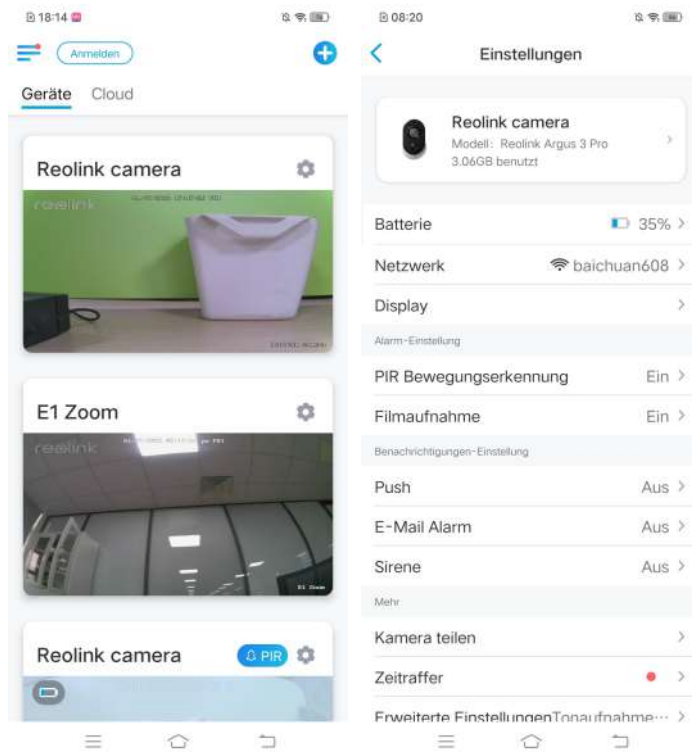 18:14
Anmelden
Geräte Cloud
Reolink camera
reolink
E1 Zoom
reolink
E1 Zoom
Reolink camera
PIR
08:20
Einstellungen
Reolink camera
Modell: Reolink Argus 3 Pro
3.06GB benutzt
Batterie 35%
Netzwerk baichuan608
Display
Alarm-Einstellung
PIR Bewegungserkennung Ein
Filmaufnahme Ein
Benachrichtigungen-Einstellung
Push Aus
E-Mail Alarm Aus
Sirene Aus
Mehr
Kamera teilen
Zeitraffer
Erweiterte EinstellungenTonaufnahme...